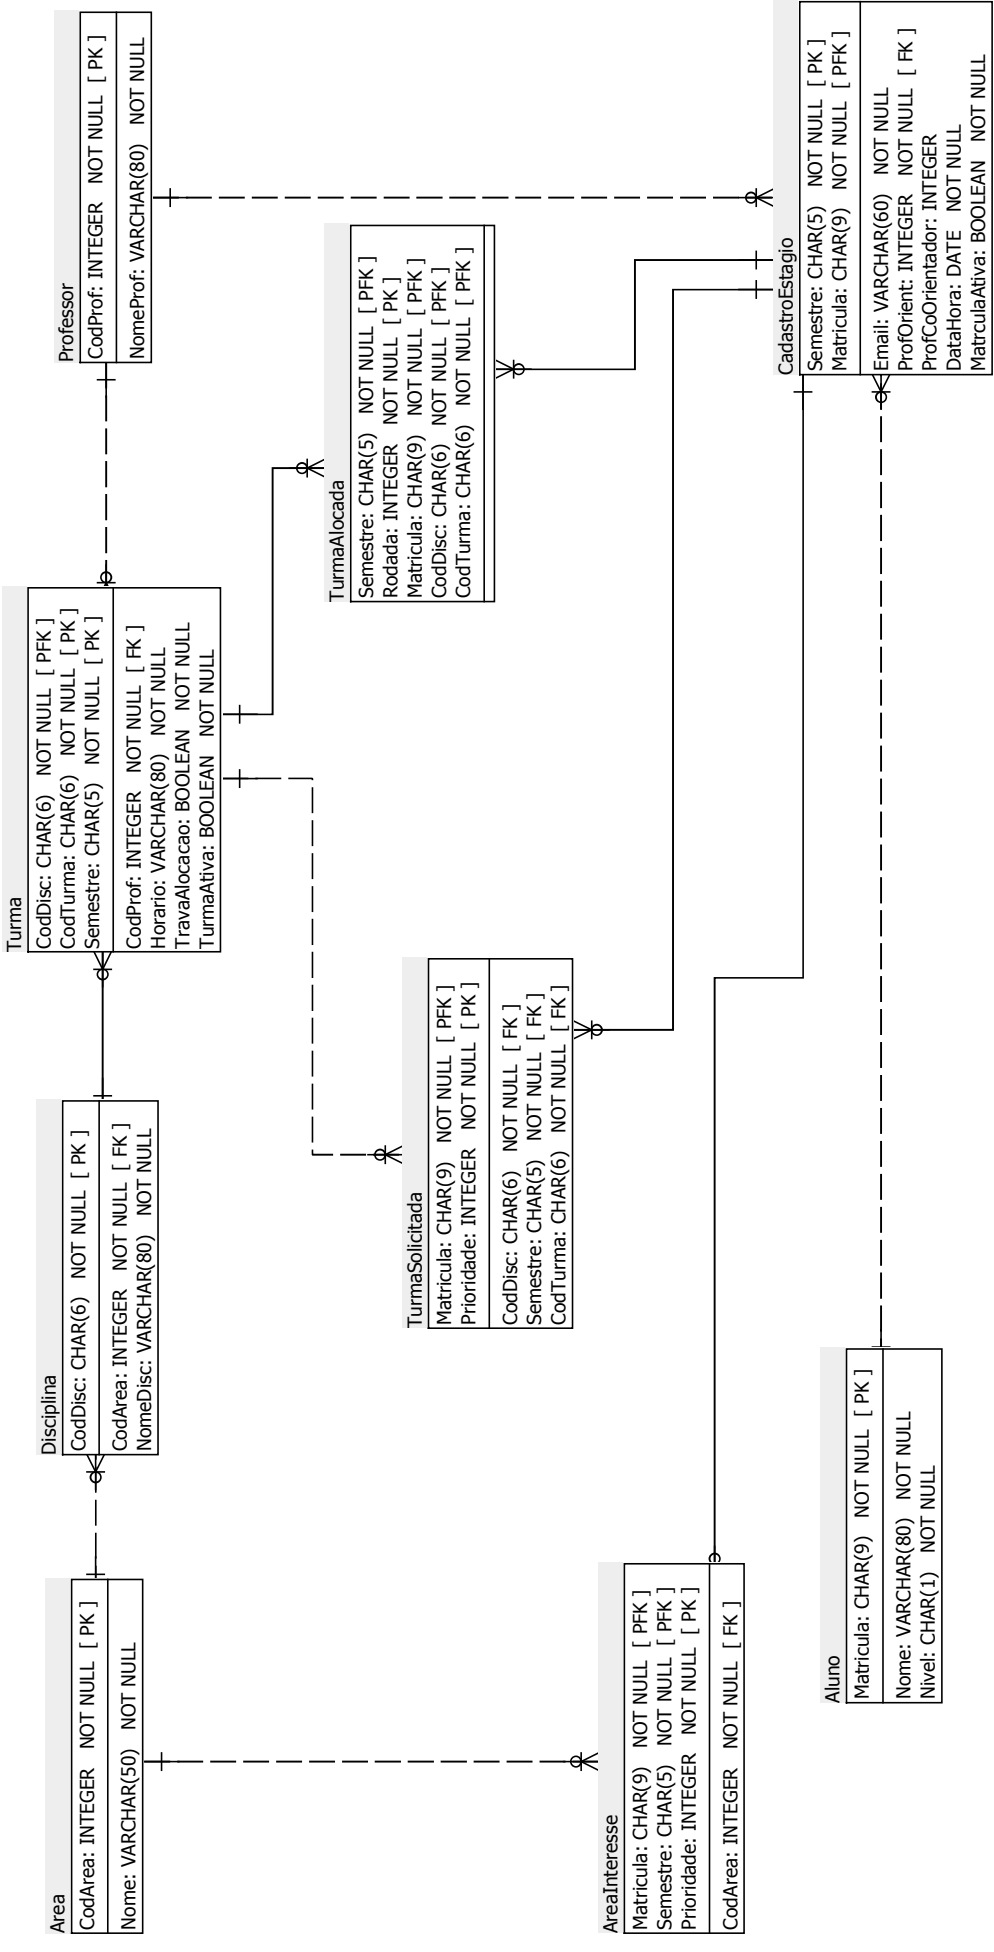 Area
CodArea: INTEGER NOT NULL [ PK ]
Nome: VARCHAR(50) NOT NULL
Disciplina
CodDisc: CHAR(6) NOT NULL [ PK ]
CodArea: INTEGER NOT NULL [ FK ]
NomeDisc: VARCHAR(80) NOT NULL
Turma
CodDisc: CHAR(6) NOT NULL [ PFK ]
CodTurma: CHAR(6) NOT NULL [ PK ]
Semestre: CHAR(5) NOT NULL [ PK ]
CodProf: INTEGER NOT NULL [ FK ]
Horario: VARCHAR(80) NOT NULL
TravaAlocacao: BOOLEAN NOT NULL
TurmaAtiva: BOOLEAN NOT NULL
Professor
CodProf: INTEGER NOT NULL [ PK ]
NomeProf: VARCHAR(80) NOT NULL
TurmaAlocada
Semestre: CHAR(5) NOT NULL [ PFK ]
Rodada: INTEGER NOT NULL [ PK ]
Matricula: CHAR(9) NOT NULL [ PFK ]
CodDisc: CHAR(6) NOT NULL [ PFK ]
CodTurma: CHAR(6) NOT NULL [ PFK ]
TurmaSolicitada
Matricula: CHAR(9) NOT NULL [ PFK ]
Prioridade: INTEGER NOT NULL [ PK ]
CodDisc: CHAR(6) NOT NULL [ FK ]
Semestre: CHAR(5) NOT NULL [ FK ]
CodTurma: CHAR(6) NOT NULL [ FK ]
AreaInteresse
Matricula: CHAR(9) NOT NULL [ PFK ]
Semestre: CHAR(5) NOT NULL [ PFK ]
Prioridade: INTEGER NOT NULL [ PK ]
CodArea: INTEGER NOT NULL [ FK ]
CadastroEstagio
Semestre: CHAR(5) NOT NULL [ PK ]
Matricula: CHAR(9) NOT NULL [ PFK ]
Email: VARCHAR(60) NOT NULL
ProfOrient: INTEGER NOT NULL [ FK ]
ProfCoOrientador: INTEGER
DataHora: DATE NOT NULL
MatrculaAtiva: BOOLEAN NOT NULL
Aluno
Matricula: CHAR(9) NOT NULL [ PK ]
Nome: VARCHAR(80) NOT NULL
Nivel: CHAR(1) NOT NULL